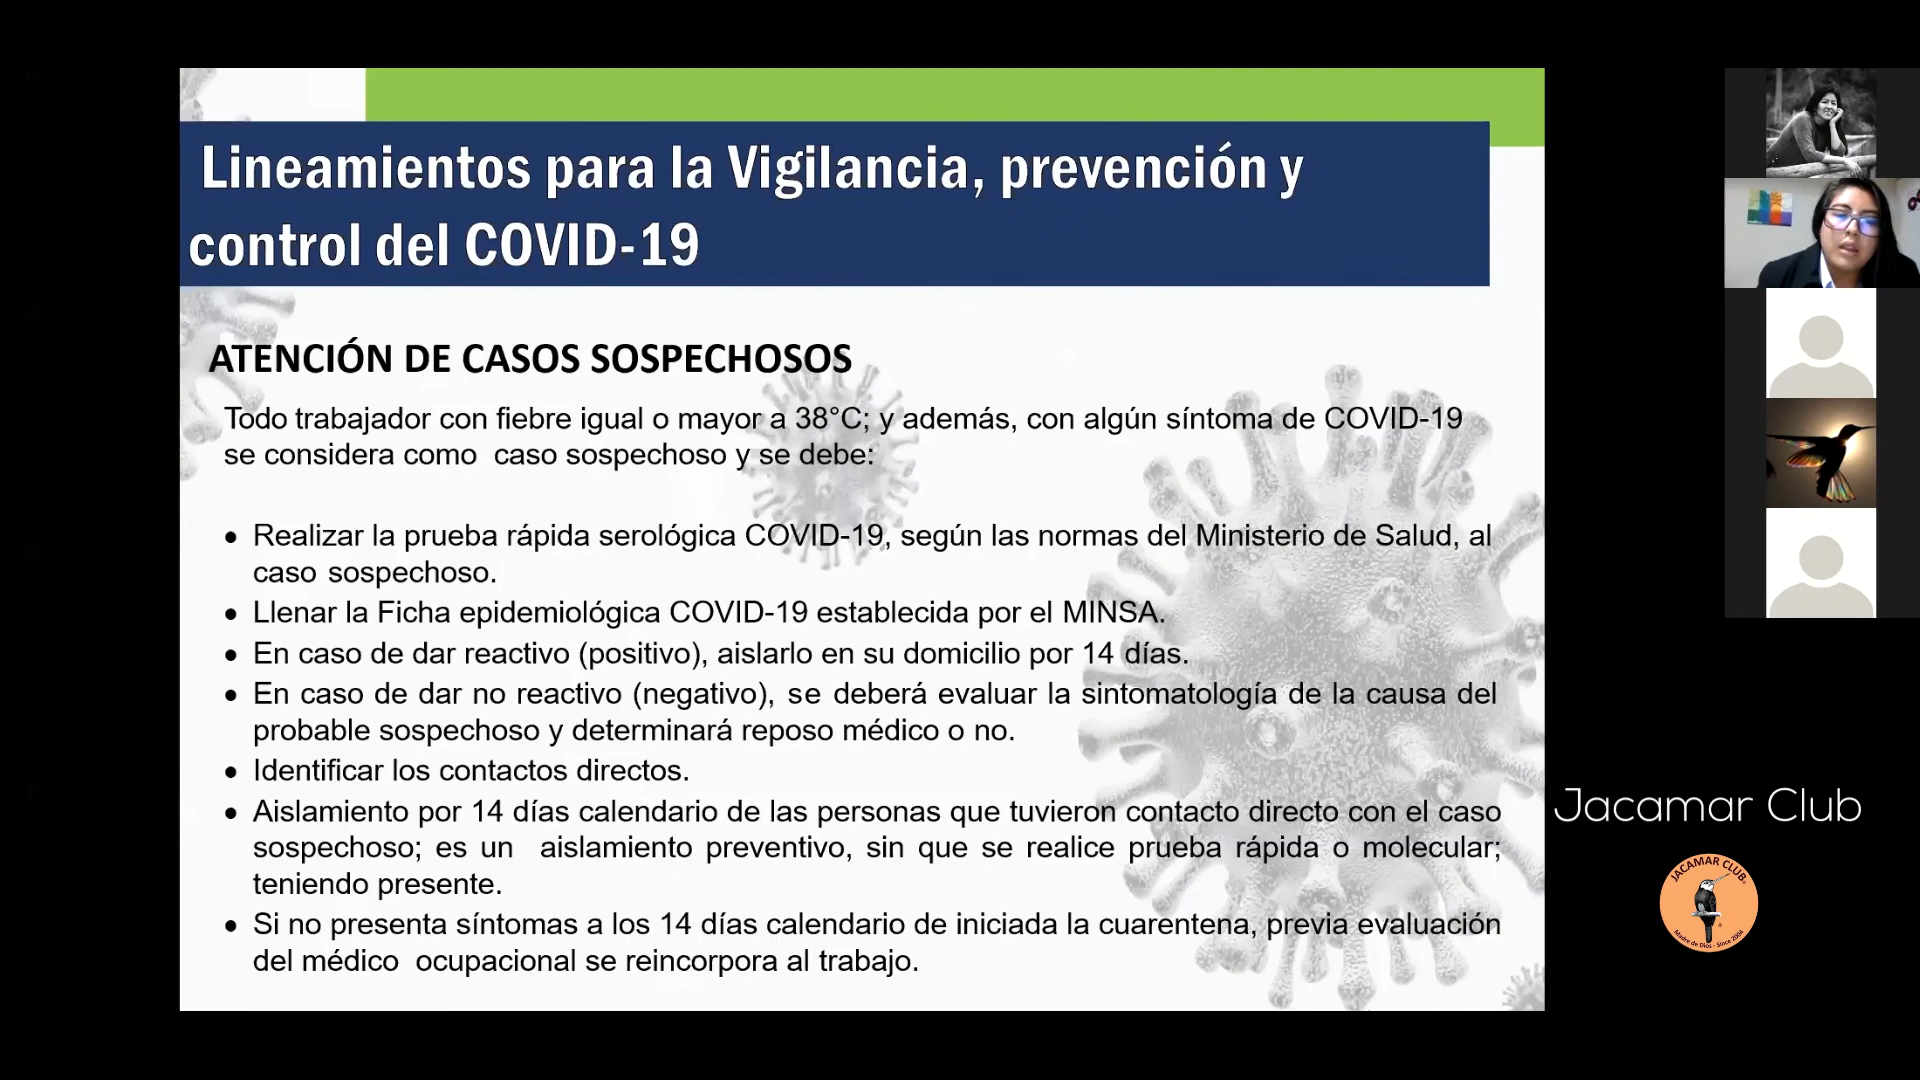 Lineamientos para la Vigilancia, prevención y
control del COVID-19
ATENCIÓN DE CASOS SOSPECHOSOS
Todo trabajador con fiebre igual o mayor a 38°C; y además, con algún síntoma de COVID-19
se considera como caso sospechoso y se debe:
• Realizar la prueba rápida serológica COVID-19, según las normas del Ministerio de Salud, al
caso sospechoso.
• Llenar la Ficha epidemiológica COVID-19 establecida por el MINSA.
• En caso de dar reactivo (positivo), aislarlo en su domicilio por 14 días.
• En caso de dar no reactivo (negativo), se deberá evaluar la sintomatología de la causa del
probable sospechoso y determinará reposo médico o no.
• Identificar los contactos directos.
• Aislamiento por 14 días calendario de las personas que tuvieron contacto directo con el caso
sospechoso; es un aislamiento preventivo, sin que se realice prueba rápida o molecular;
teniendo presente.
• Si no presenta síntomas a los 14 días calendario de iniciada la cuarentena, previa evaluación
del médico ocupacional se reincorpora al trabajo.
Jacamar Club
JACAMAR CLUB
Madre de Dios - Since 2004